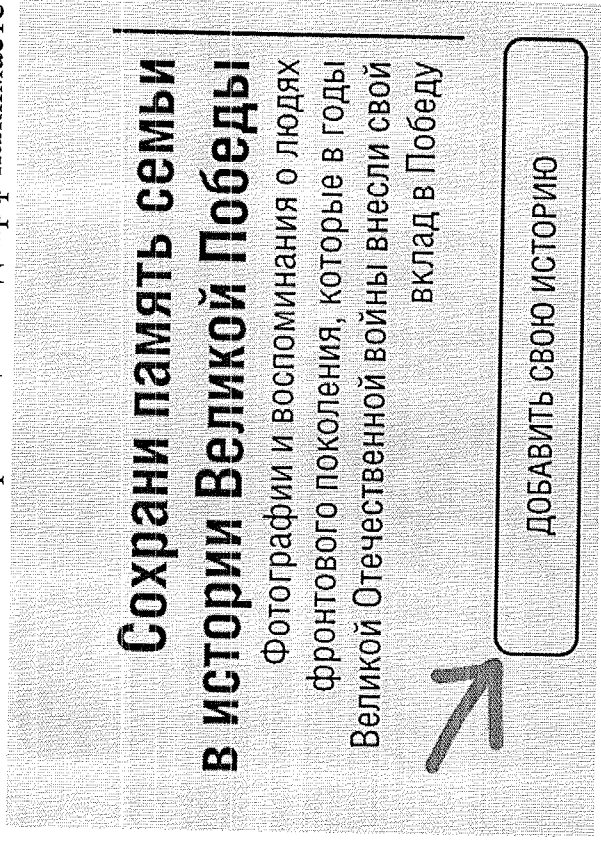 Сохрани память семьи
в истории Великой Победы
Фотографии и воспоминания о людях
фронтового поколения, которые в годы
Великой Отечественной войны внесли свой
вклад в Победу
ДОБАВИТЬ СВОЮ ИСТОРИЮ